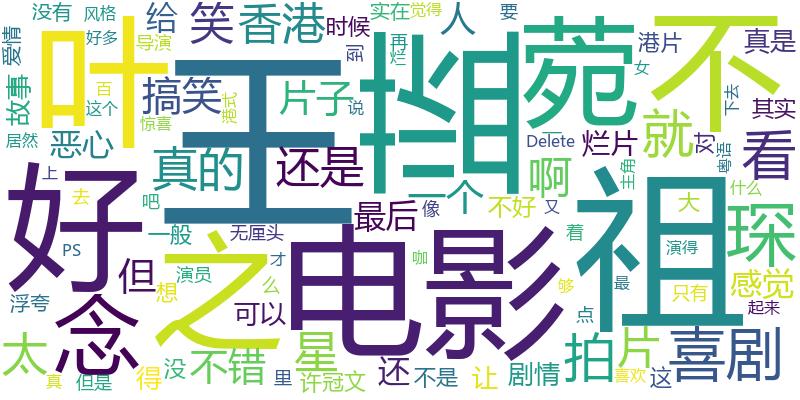 没有 风格 给 笑 香港 时候 人 实在 觉得 要
爱情 好多 导演 到 再 烂 港片 真是
叶 王 揩 菀 不
故事 百 这个 搞笑 片子 说 女 下去 其实
居然 惊喜 港式 Delete 烂片 就 对 看
恶心 真的 还是 一个 啊 主角 粤语
好 上 去 吧 最后 像 不好 又 大 什么
PS 一般 无厘头 着 祖 演得 琛
念 但 演员 之 才 电影 咖 够 最 只有 感觉
浮夸 想 么 可以 点 起来
太 没 不错 星 还 剧情 拍 片 喜剧
真 但是 得 里 许冠文 不是 让 喜欢 这